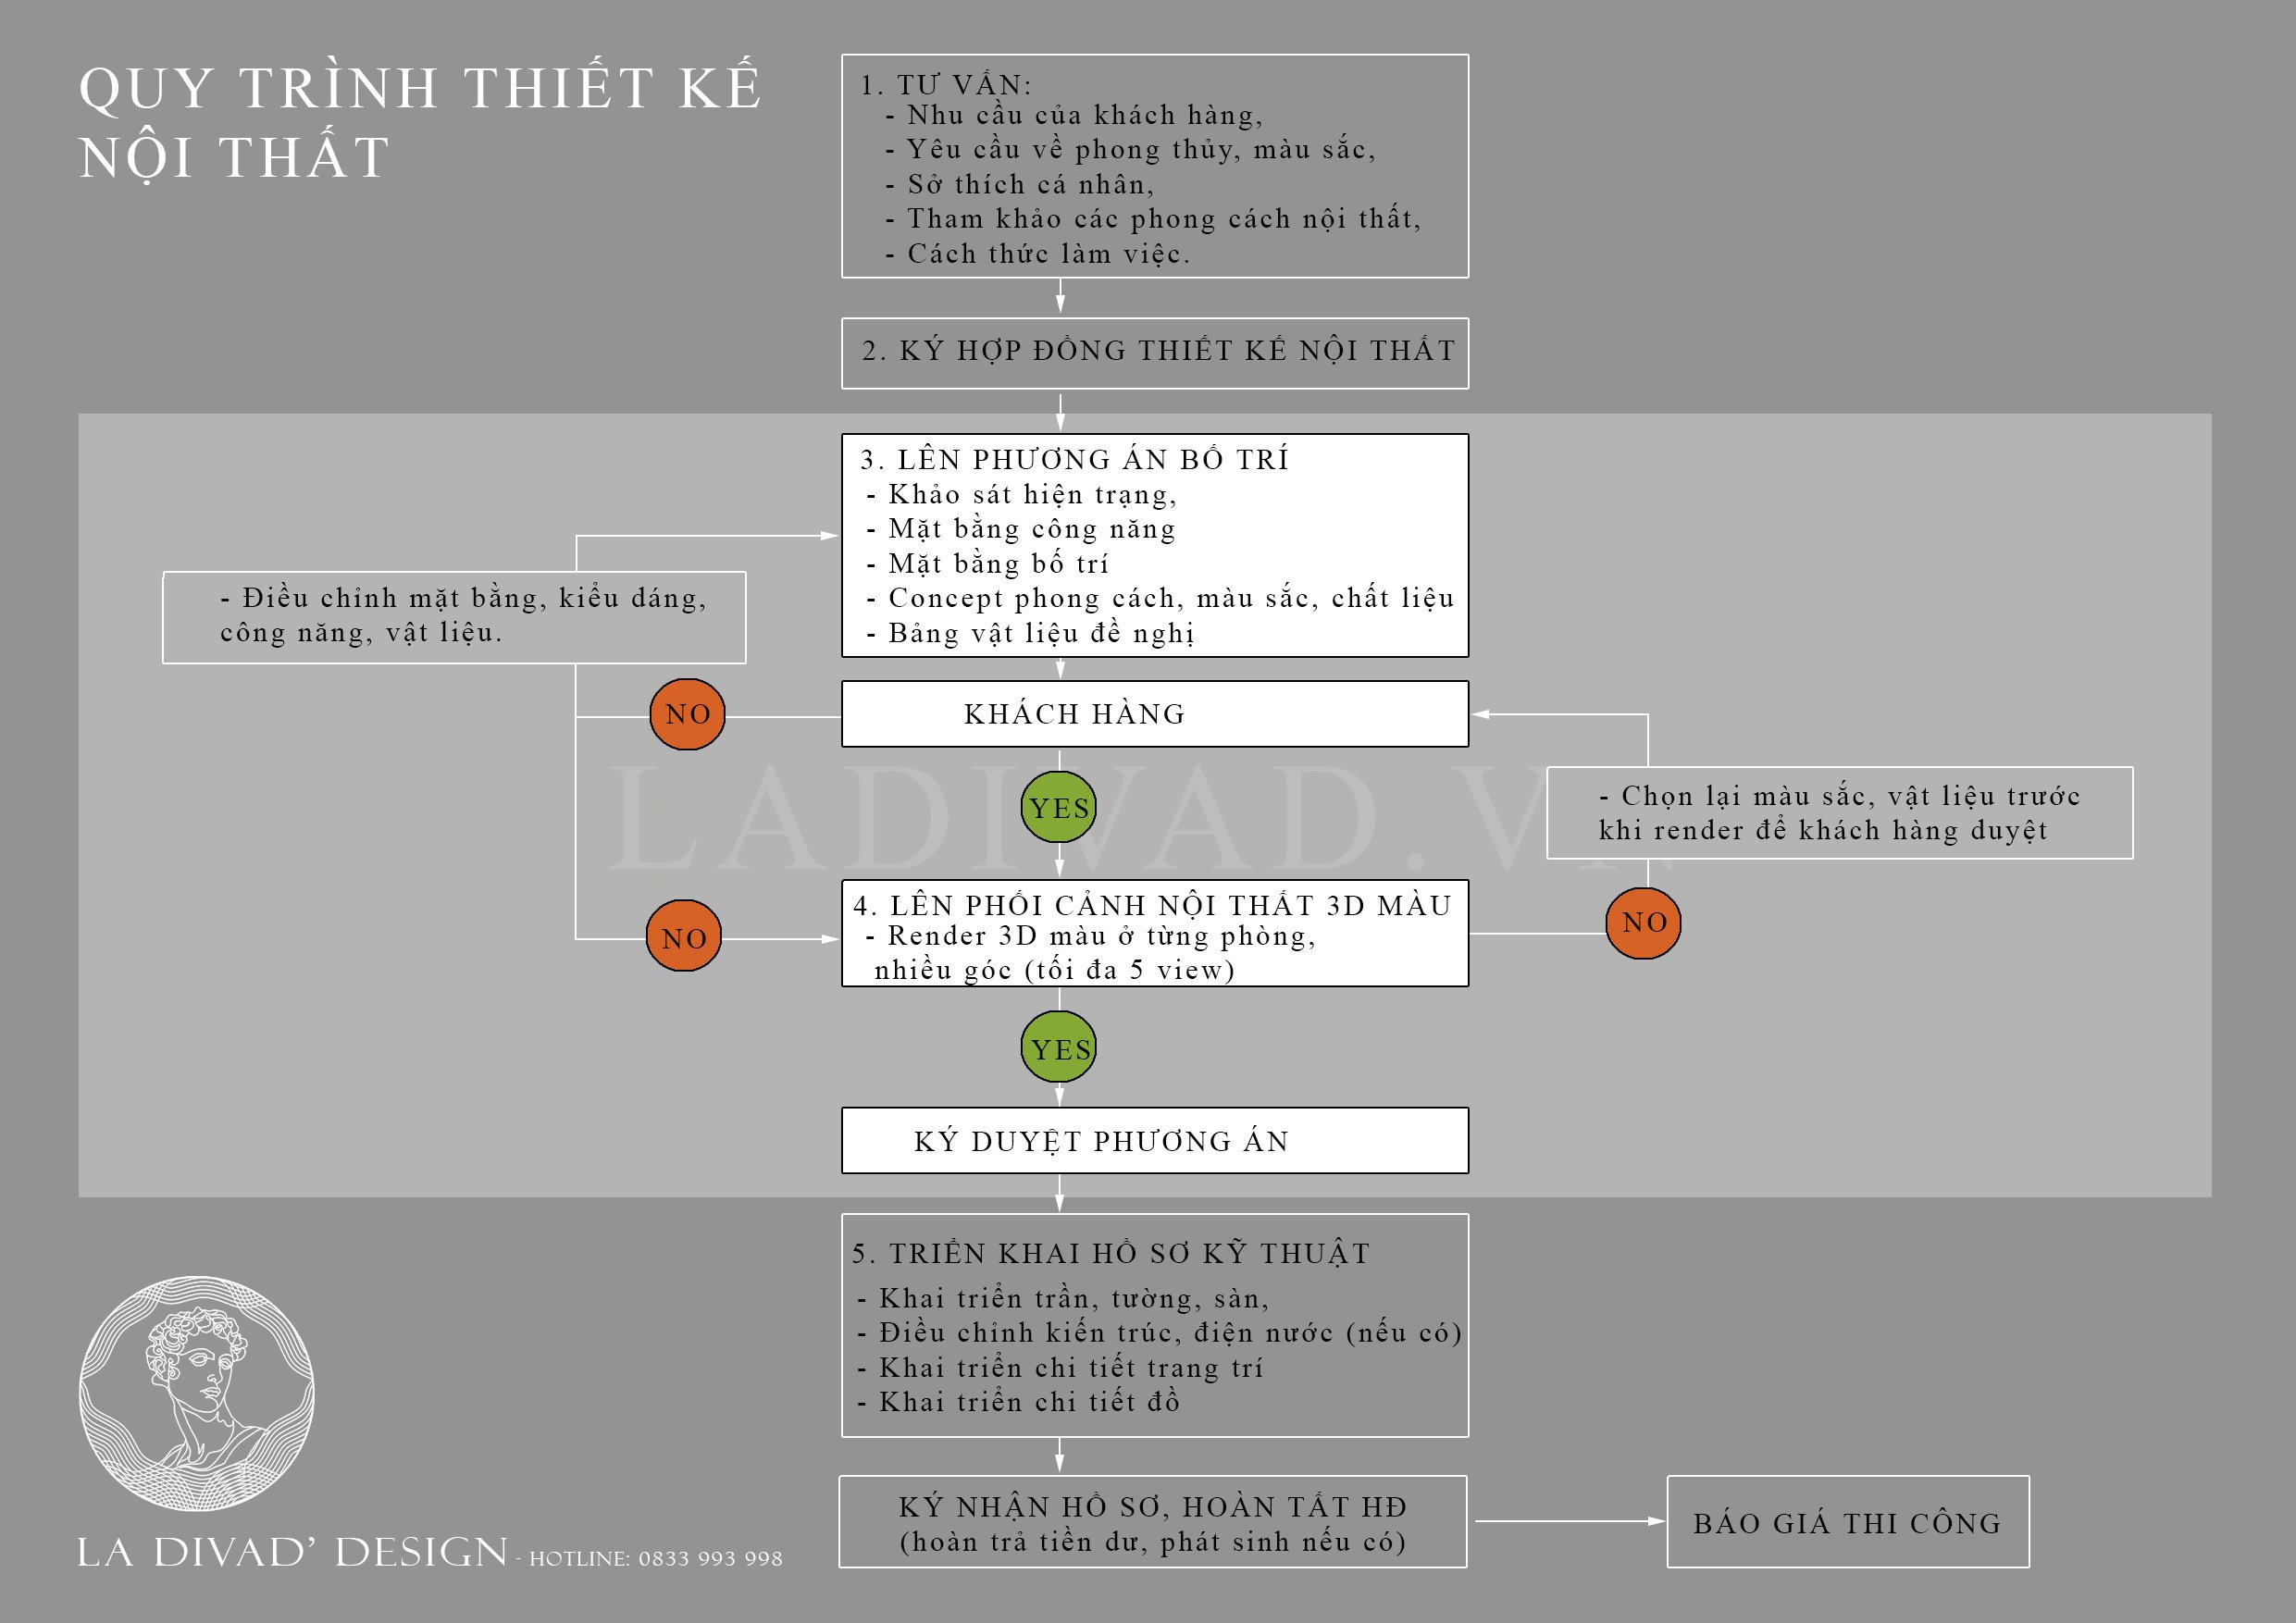 QUY TRÌNH THIẾT KẾ
NỘI THẤT
1. TƯ VẤN:
- Nhu cầu của khách hàng,
- Yêu cầu về phong thủy, màu sắc,
- Sở thích cá nhân,
- Tham khảo các phong cách nội thất,
- Cách thức làm việc.
2. KÝ HỢP ĐỒNG THIẾT KẾ NỘI THẤT
3. LÊN PHƯƠNG ÁN BỐ TRÍ
- Khảo sát hiện trạng,
- Mặt bằng công năng
- Mặt bằng bố trí
- Concept phong cách, màu sắc, chất liệu
- Bảng vật liệu đề nghị
- Điều chỉnh mặt bằng, kiểu dáng,
công năng, vật liệu.
NO
KHÁCH HÀNG
YES
LADIVAD.VN
- Chọn lại màu sắc, vật liệu trước
khi render để khách hàng duyệt
NO
4. LÊN PHỐI CẢNH NỘI THẤT 3D MÀU
- Render 3D màu ở từng phòng,
nhiều góc (tối đa 5 view)
NO
YES
KÝ DUYỆT PHƯƠNG ÁN
5. TRIỂN KHAI HỒ SƠ KỸ THUẬT
- Khai triển trần, tường, sàn,
- Điều chỉnh kiến trúc, điện nước (nếu có)
- Khai triển chi tiết trang trí
- Khai triển chi tiết đồ
KÝ NHẬN HỒ SƠ, HOÀN TẤT HĐ
(hoàn trả tiền dư, phát sinh nếu có)
BÁO GIÁ THI CÔNG
LA DIVAD' DESIGN - HOTLINE: 0833 993 998